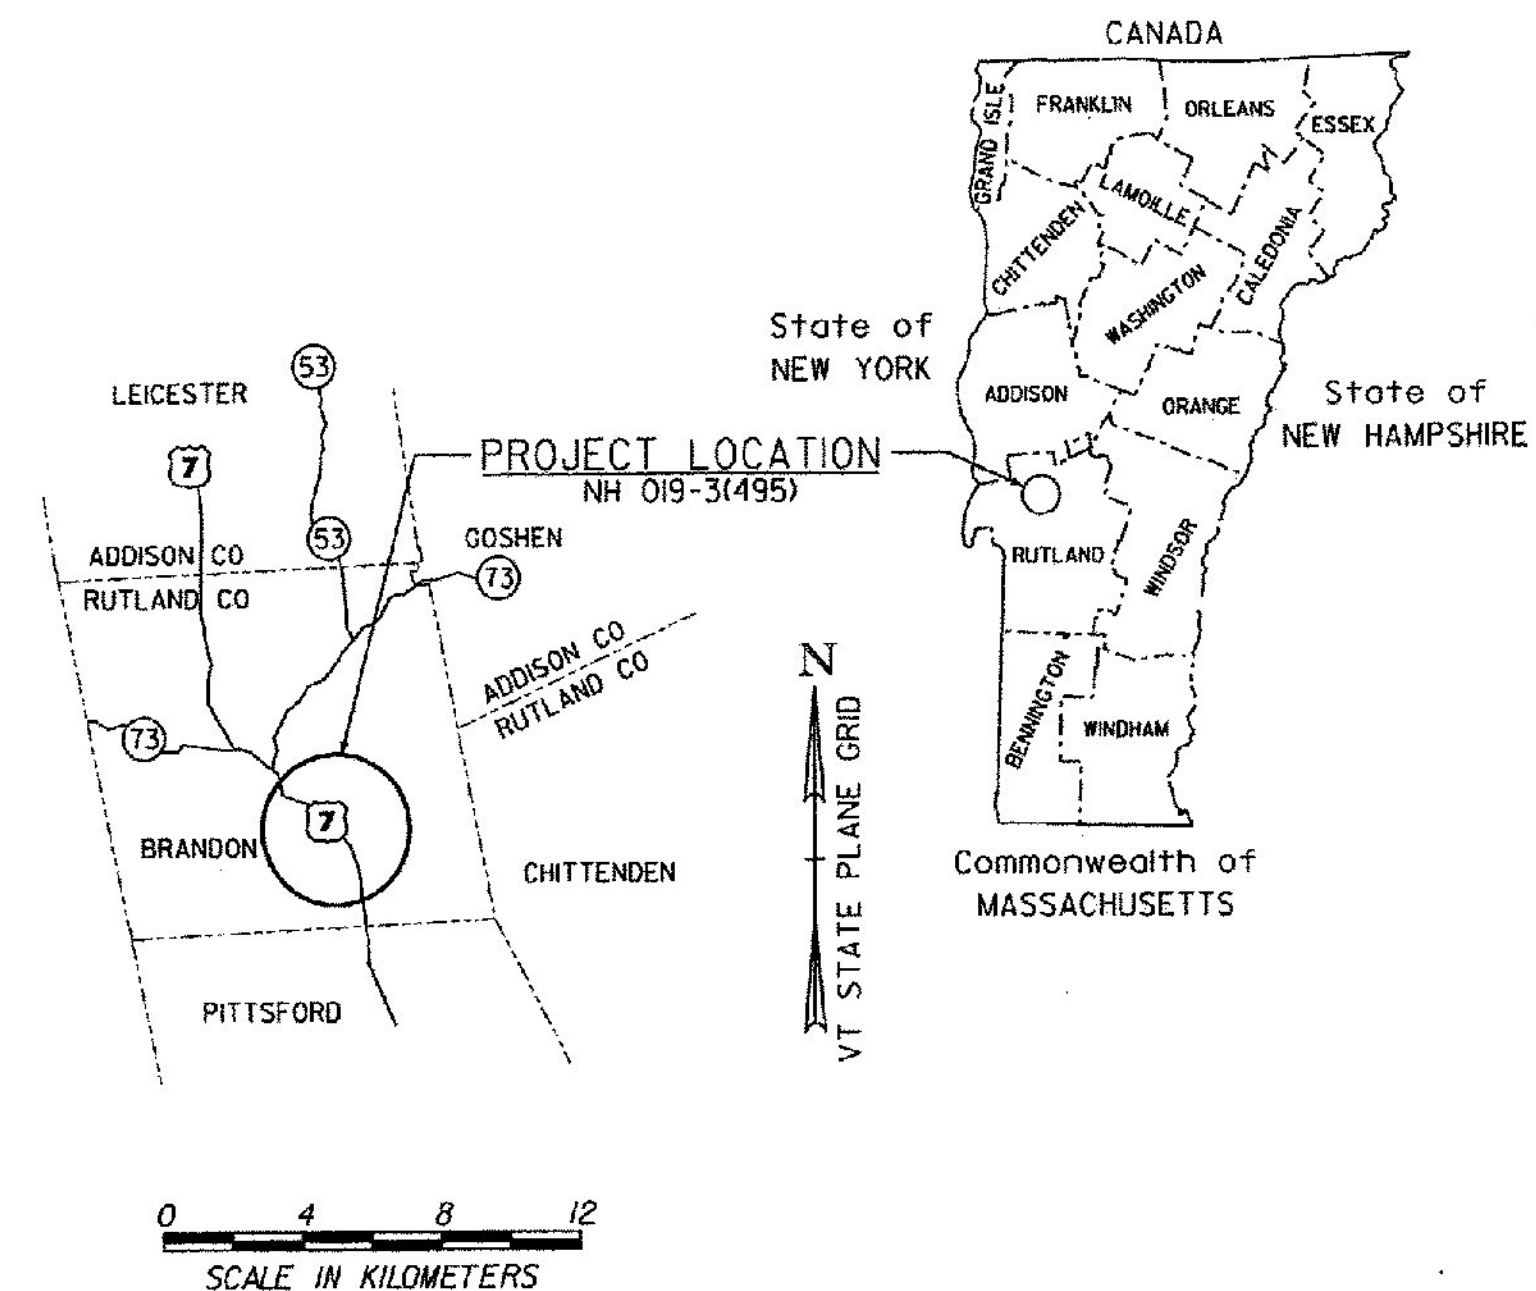 CANADA
GRAND ISLE
FRANKLIN
ORLEANS
ESSEX
LAMOILLE
CHITTENDEN
CALEDONIA
WASHINGTON
State of
NEW YORK
ADDISON
ORANGE
State of
NEW HAMPSHIRE
RUTLAND
WINDSOR
BENNINGTON
WINDHAM
Commonwealth of
MASSACHUSETTS
PROJECT LOCATION
NH 019-3(495)
53
LEICESTER
7
53
GOSHEN
73
ADDISON CO
RUTLAND CO
ADDISON CO
RUTLAND CO
73
7
BRANDON
CHITTENDEN
PITTSFORD
N
VT STATE PLANE GRID
0 4 8 12
SCALE IN KILOMETERS